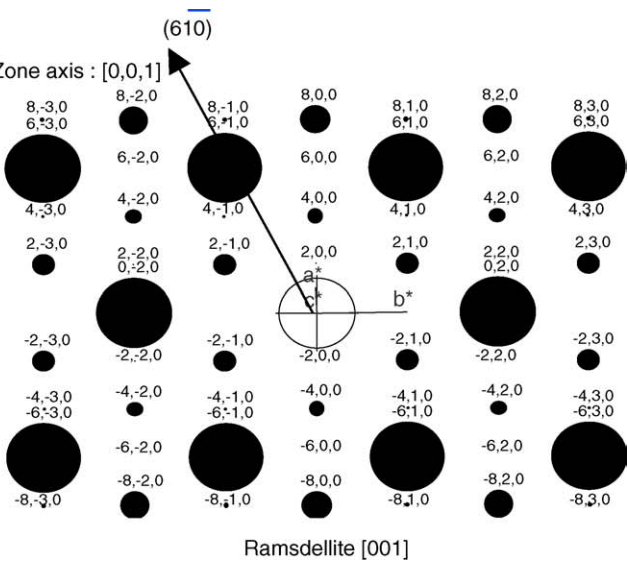 (610)
Zone axis : [0,0,1]
8,-3,0 8,-2,0 8,-1,0 8,0,0 8,1,0 8,2,0 8,3,0
6,-3,0 6,-1,0 6,1,0 6,3,0
6,-2,0 6,0,0 6,2,0
4,-3,0 4,-2,0 4,-1,0 4,0,0 4,1,0 4,2,0 4,3,0
2,-3,0 2,-2,0 2,-1,0 2,0,0 2,1,0 2,2,0 2,3,0
0,-2,0 0,2,0
a*
c* b*
-2,-3,0 -2,-2,0 -2,-1,0 -2,0,0 -2,1,0 -2,2,0 -2,3,0
-4,-3,0 -4,-2,0 -4,-1,0 -4,0,0 -4,1,0 -4,2,0 -4,3,0
-6,-3,0 -6,-1,0 -6,1,0 -6,3,0
-6,-2,0 -6,0,0 -6,2,0
-8,-3,0 -8,-2,0 -8,-1,0 -8,0,0 -8,1,0 -8,2,0 -8,3,0
Ramsdellite [001]